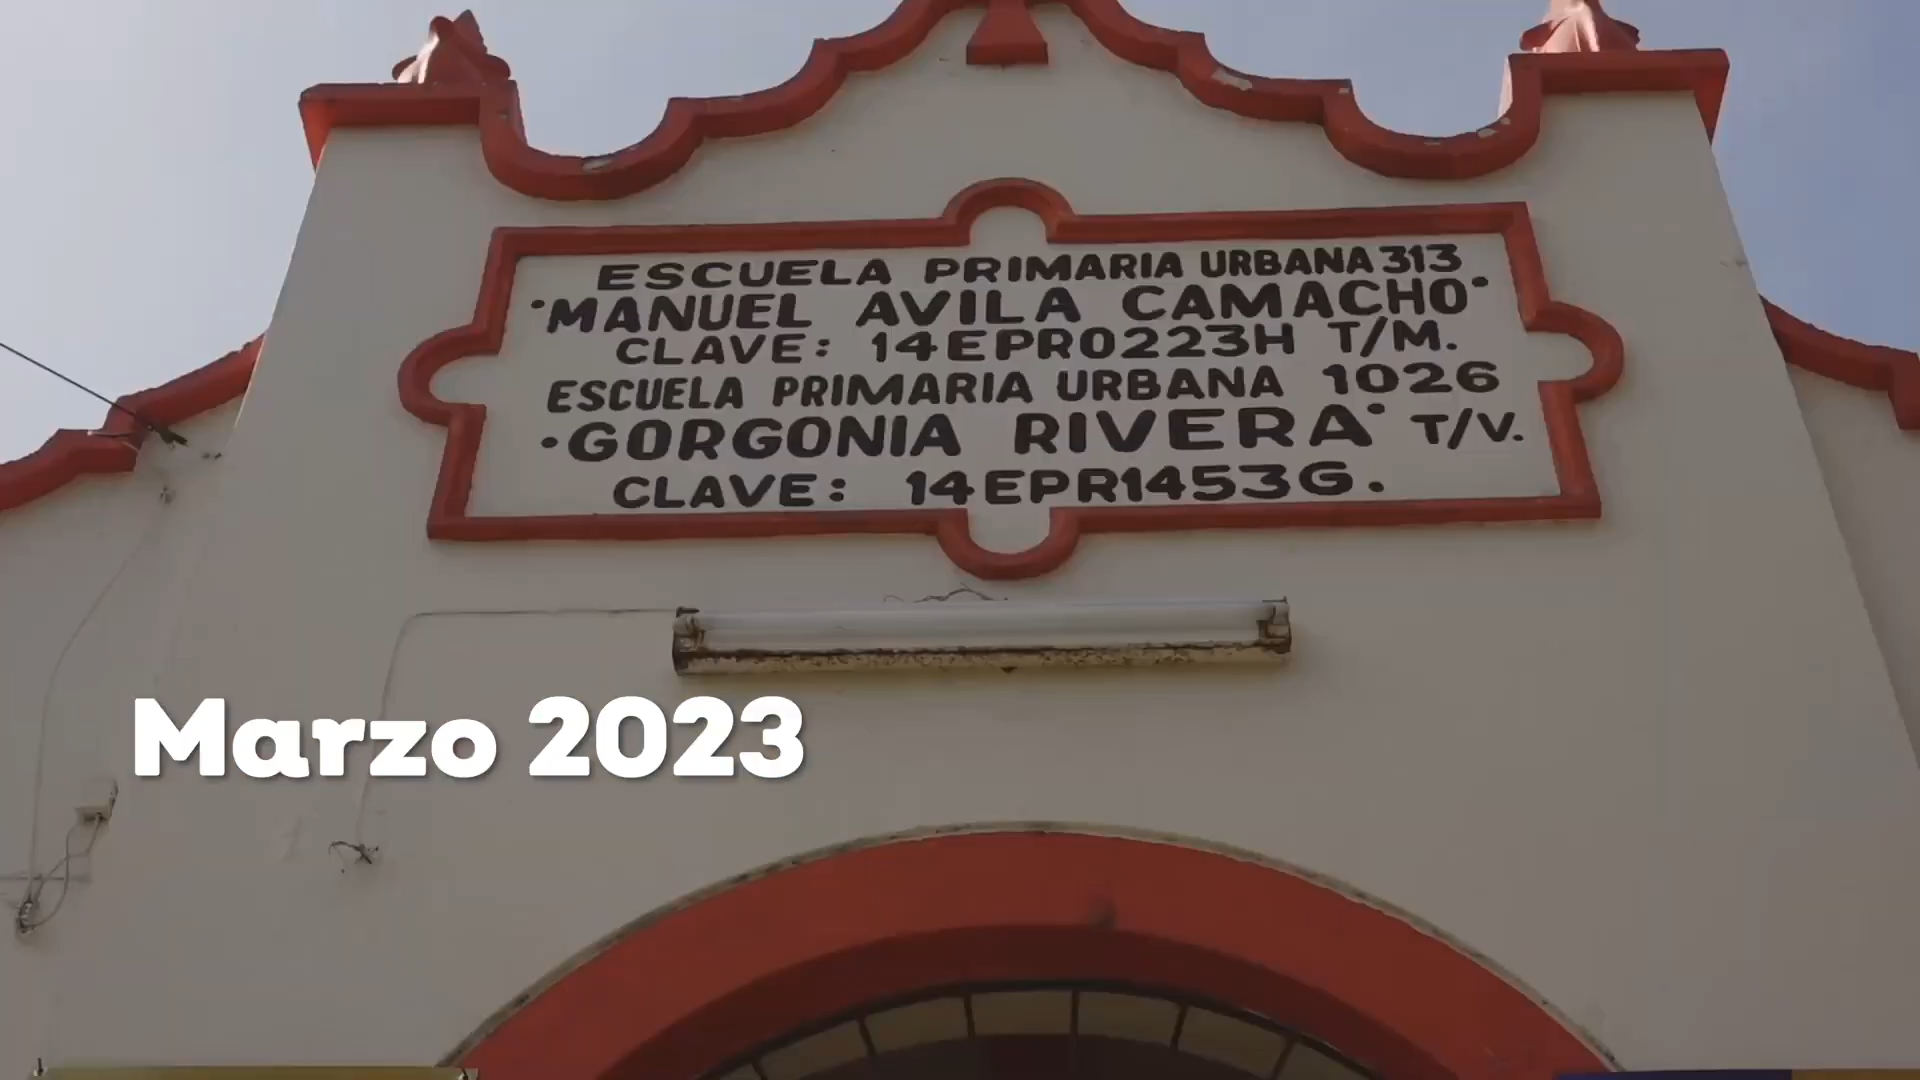 ESCUELA PRIMARIA URBANA 313
"MANUEL AVILA CAMACHO"
CLAVE: 14EPR0223H T/M.
ESCUELA PRIMARIA URBANA 1026
"GORGONIA RIVERA" T/V.
CLAVE: 14EPR1453G.
Marzo 2023